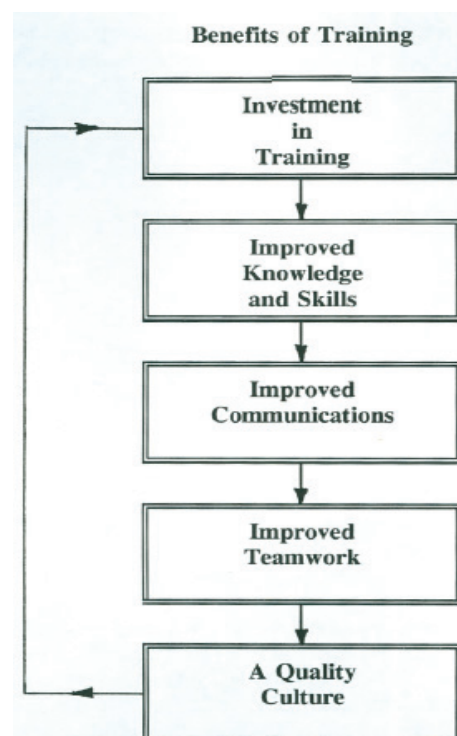 Benefits of Training
Investment
in
Training
Improved
Knowledge
and Skills
Improved
Communications
Improved
Teamwork
A Quality
Culture